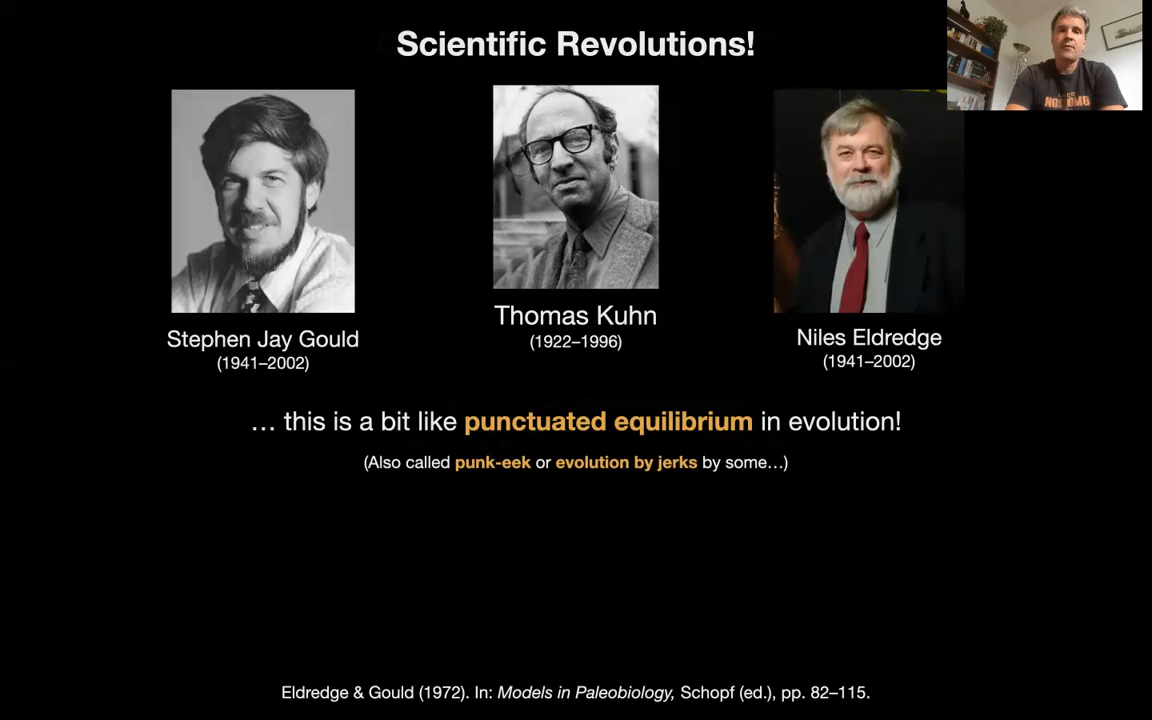 Scientific Revolutions!
Stephen Jay Gould
(1941–2002)
Thomas Kuhn
(1922–1996)
Niles Eldredge
(1941–2002)
… this is a bit like punctuated equilibrium in evolution!
(Also called punk-eek or evolution by jerks by some…)
Eldredge & Gould (1972). In: Models in Paleobiology, Schopf (ed.), pp. 82–115.